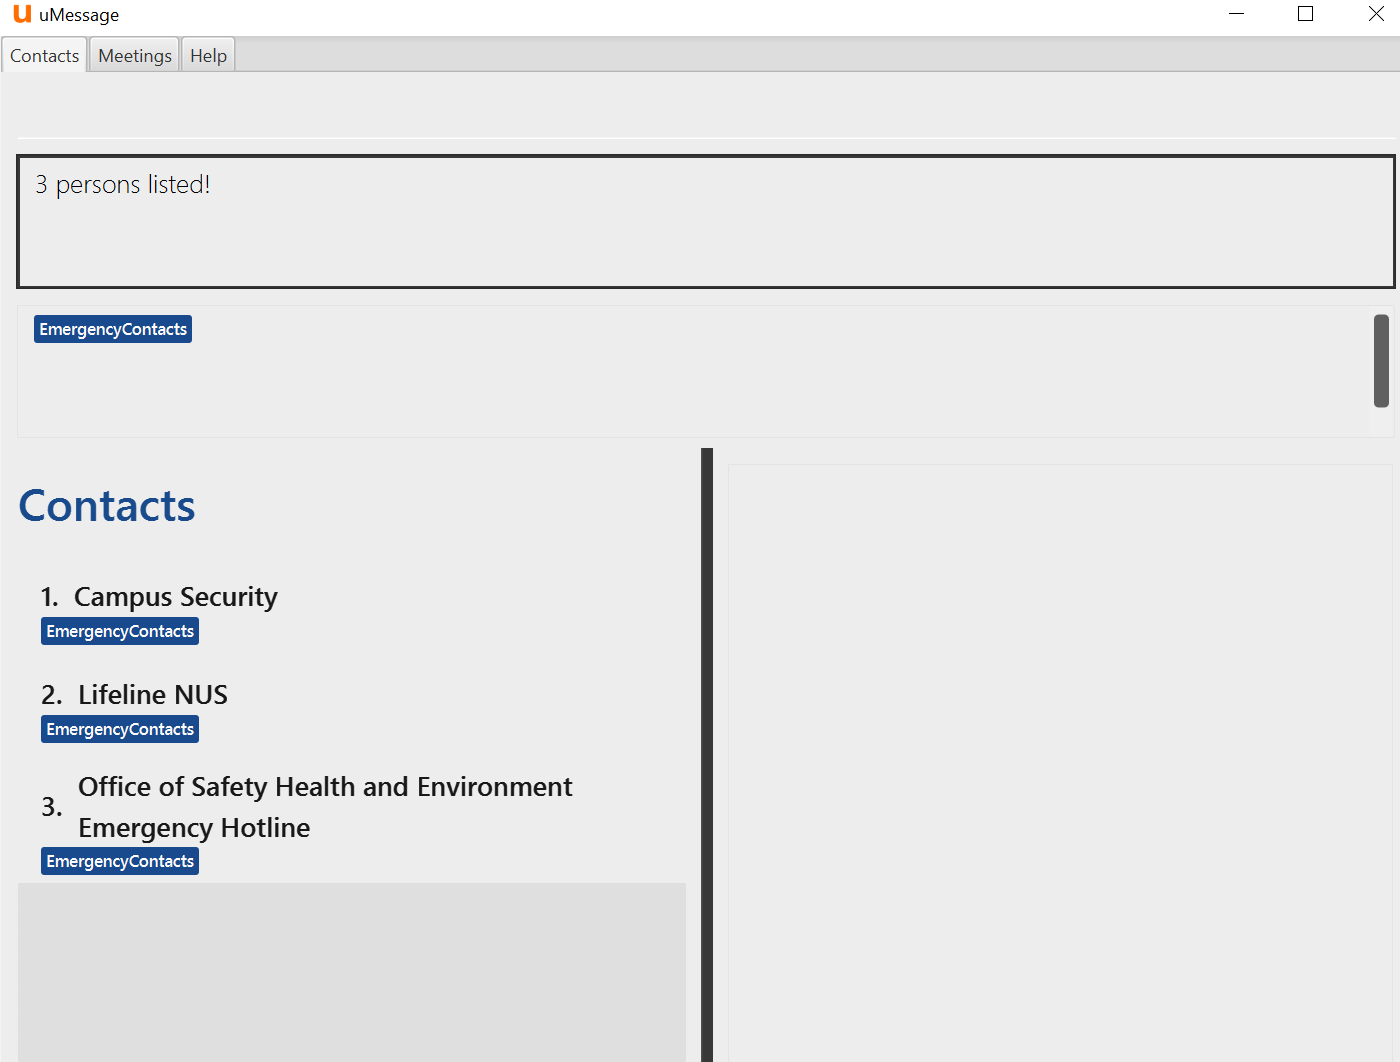 uMessage
Contacts Meetings Help
3 persons listed!
EmergencyContacts
Contacts
1. Campus Security
EmergencyContacts
2. Lifeline NUS
EmergencyContacts
3. Office of Safety Health and Environment
Emergency Hotline
EmergencyContacts